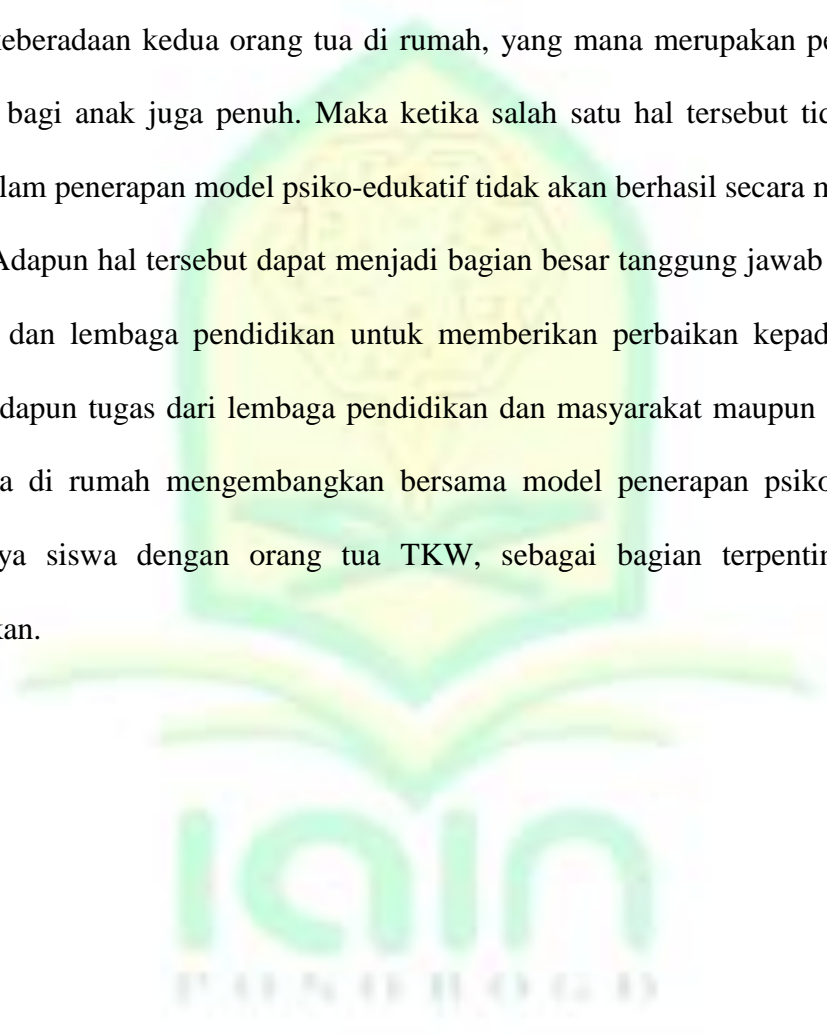 keberadaan kedua orang tua di rumah, yang mana merupakan pe
bagi anak juga penuh. Maka ketika salah satu hal tersebut tid
lam penerapan model psiko-edukatif tidak akan berhasil secara m
Adapun hal tersebut dapat menjadi bagian besar tanggung jawab
dan lembaga pendidikan untuk memberikan perbaikan kepad
dapun tugas dari lembaga pendidikan dan masyarakat maupun
a di rumah mengembangkan bersama model penerapan psiko
ya siswa dengan orang tua TKW, sebagai bagian terpentin
kan.
iain
PONOROGO